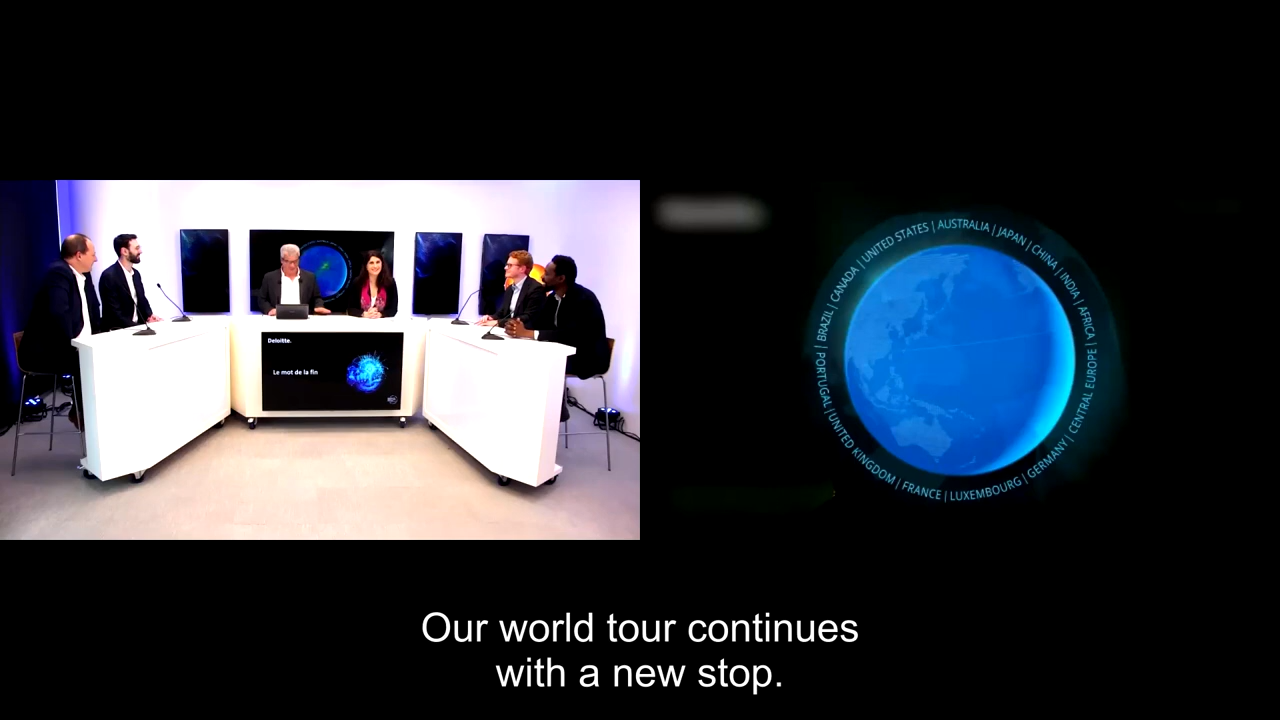 Deloitte.
Le mot de la fin
BRAZIL | CANADA | UNITED STATES | AUSTRALIA | JAPAN | CHINA | INDIA | AFRICA | CENTRAL EUROPE | GERMANY | LUXEMBOURG | FRANCE | UNITED KINGDOM | PORTUGAL |
Our world tour continues
with a new stop.